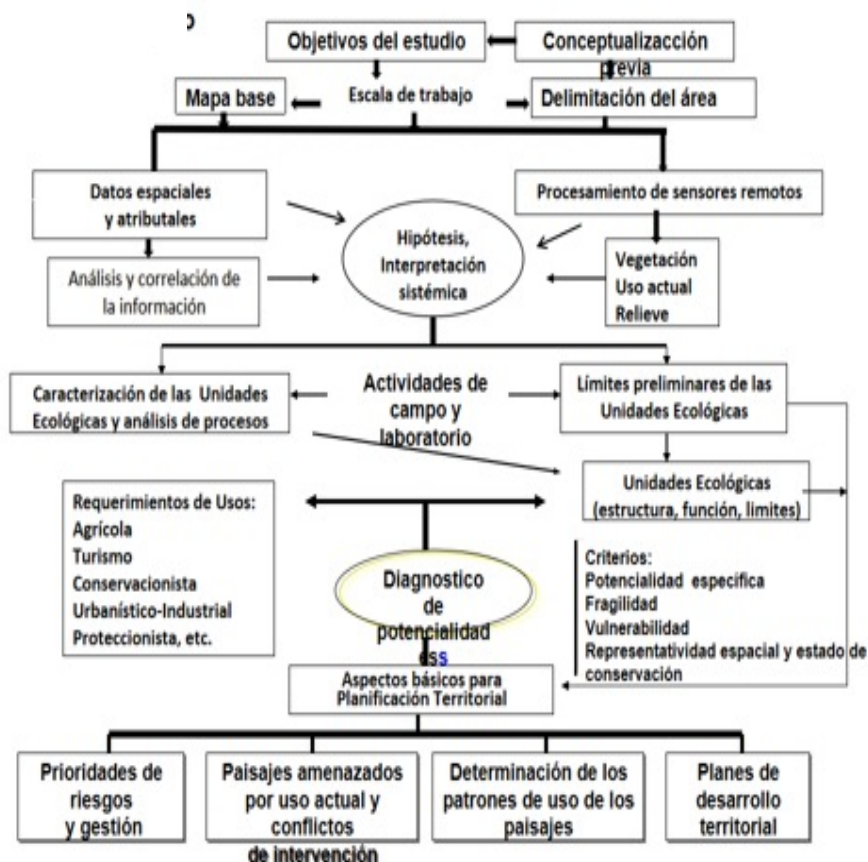 o
Objetivos del estudio
Conceptualizacción
previa
Mapa base
Escala de trabajo
Delimitación del área
Datos espaciales
y atributales
Procesamiento de sensores remotos
Hipótesis,
Interpretación
sistémica
Análisis y correlación de
la información
Vegetación
Uso actual
Relieve
Caracterización de las Unidades
Ecológicas y análisis de procesos
Actividades de
campo y
laboratorio
Límites preliminares de las
Unidades Ecológicas
Unidades Ecológicas
(estructura, función, limites)
Requerimientos de Usos:
Agrícola
Turismo
Conservacionista
Urbanístico-Industrial
Proteccionista, etc.
Diagnostico
de
potencialidad
ess
Criterios:
Potencialidad específica
Fragilidad
Vulnerabilidad
Representatividad espacial y estado de
conservación
Aspectos básicos para
Planificación Territorial
Prioridades de
riesgos
y gestión
Paisajes amenazados
por uso actual y
conflictos
de intervención
Determinación de los
patrones de uso de los
paisajes
Planes de
desarrollo
territorial